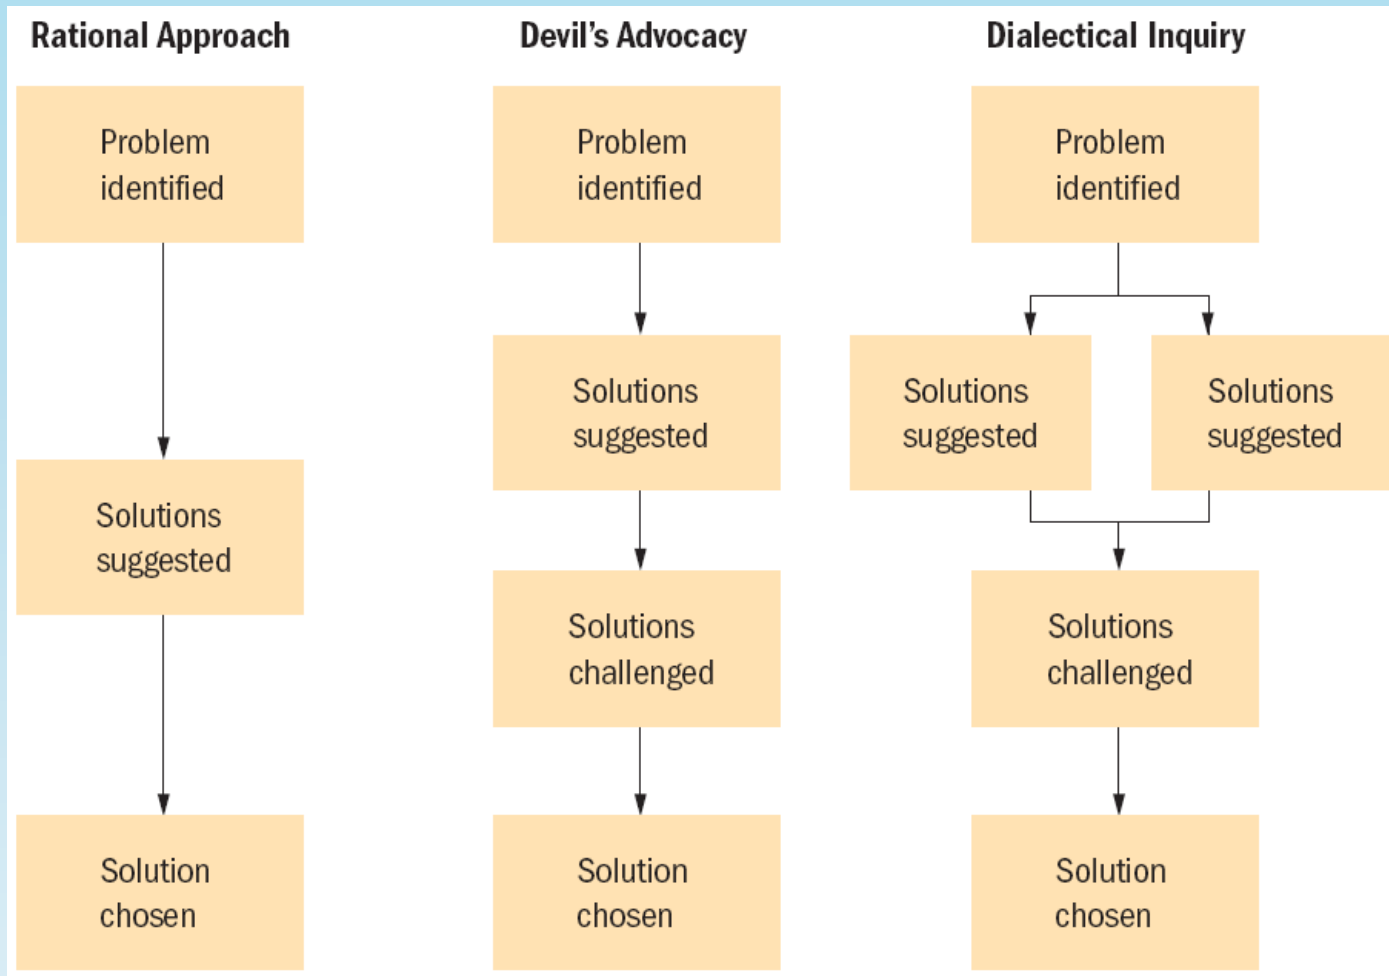 Rational Approach
Devil's Advocacy
Dialectical Inquiry
Problem
identified
Solutions
suggested
Solution
chosen
Problem
identified
Solutions
suggested
Solutions
challenged
Solution
chosen
Problem
identified
Solutions
suggested
Solutions
suggested
Solutions
challenged
Solution
chosen